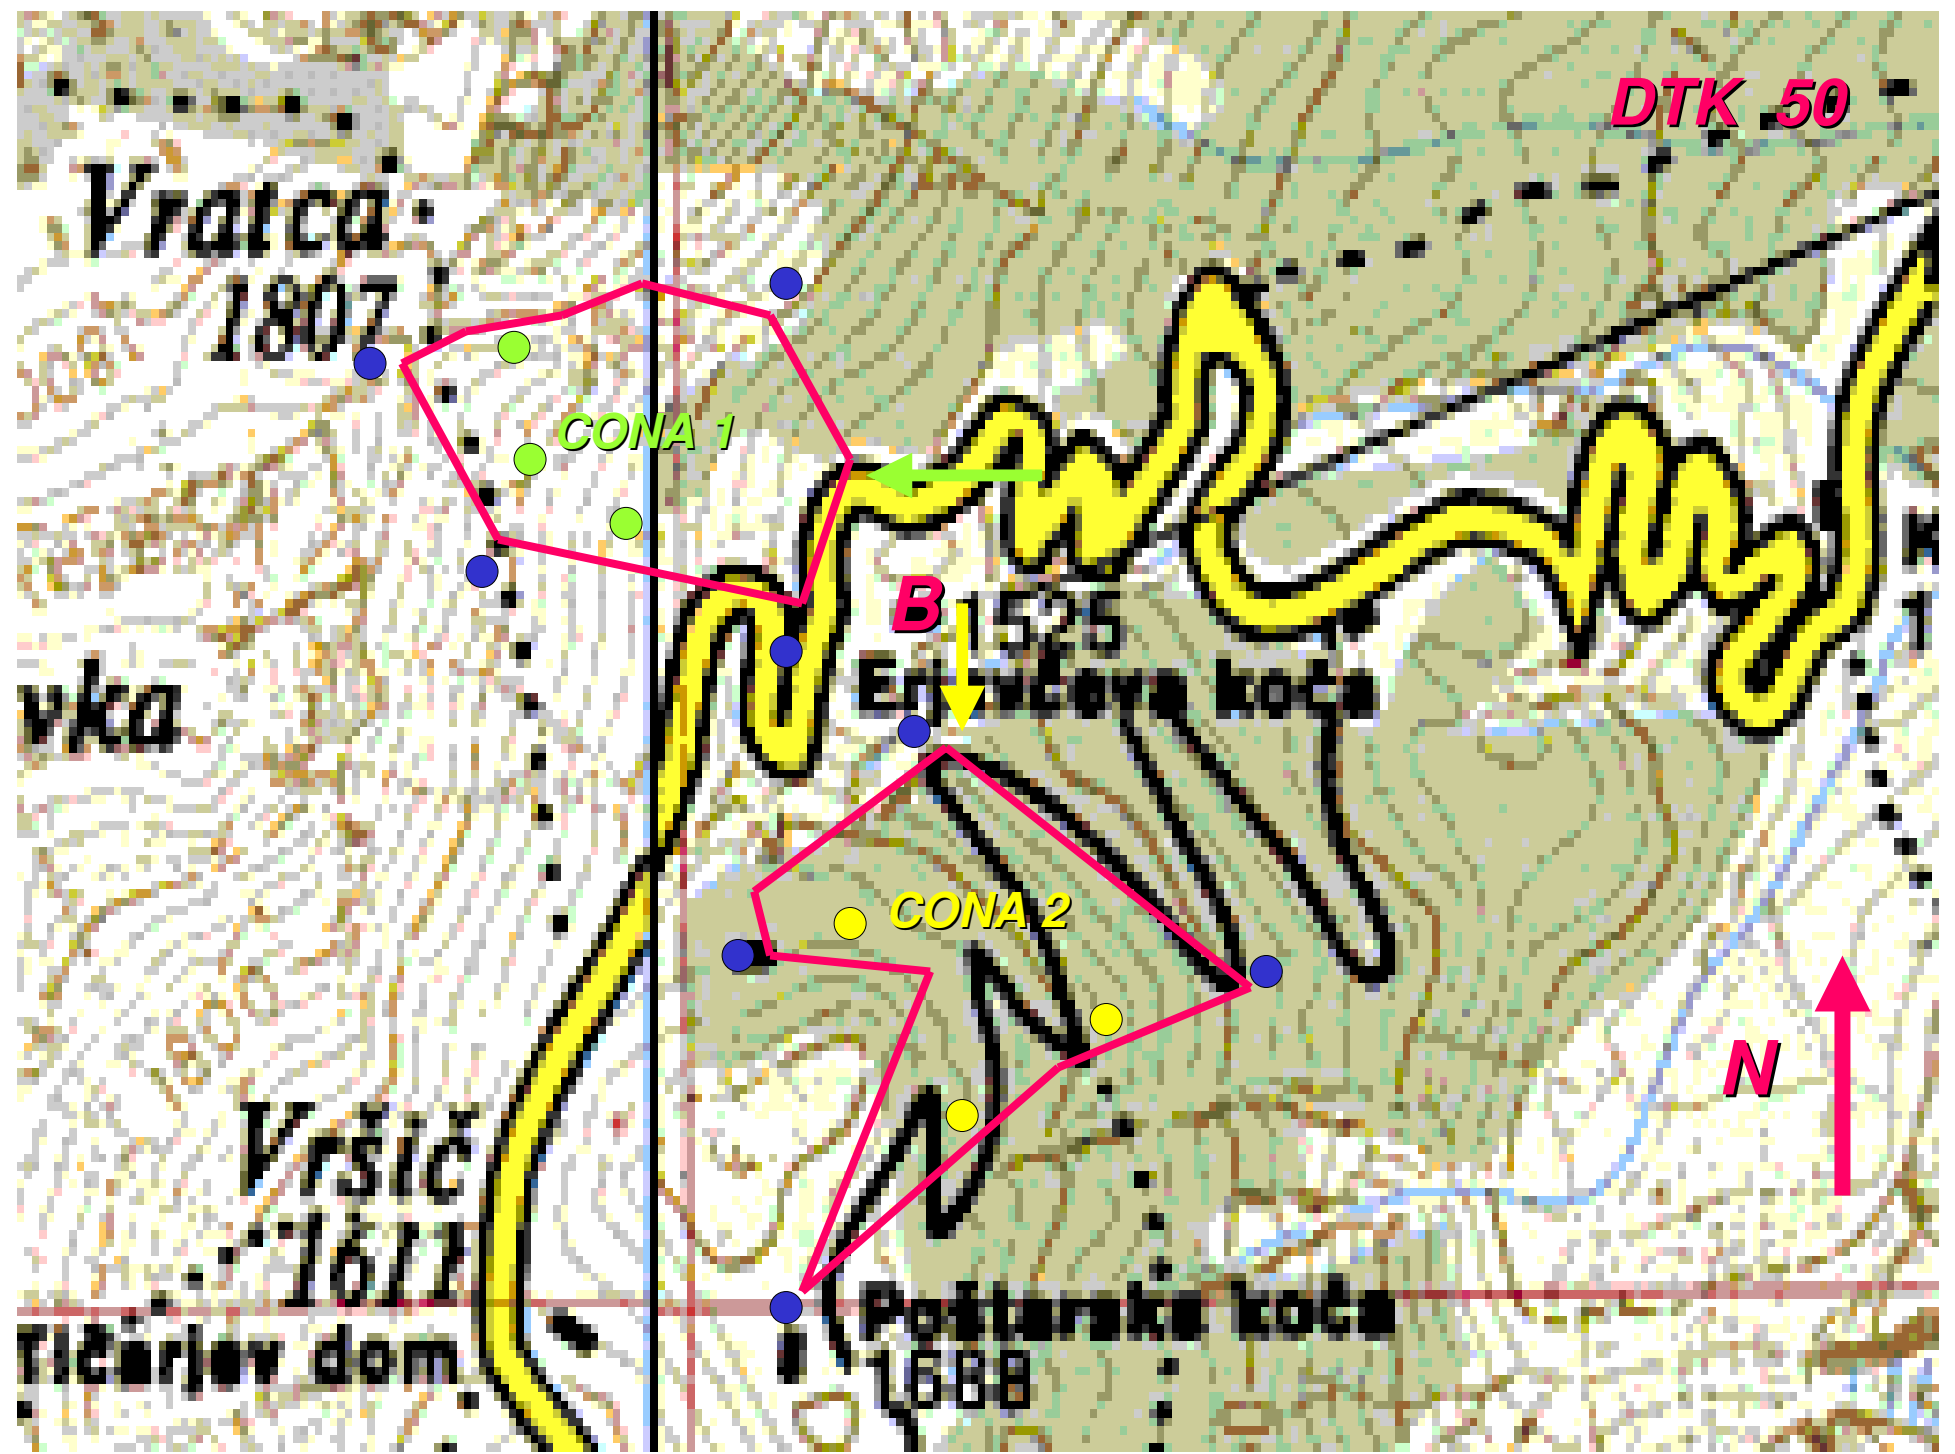 DTK 50
Vratca
1807
CONA 1
B
1525
Erjavčeva koča
vka
CONA 2
1800
N
Vršič
1611
Tičarjev dom
Poštarska koča
1688